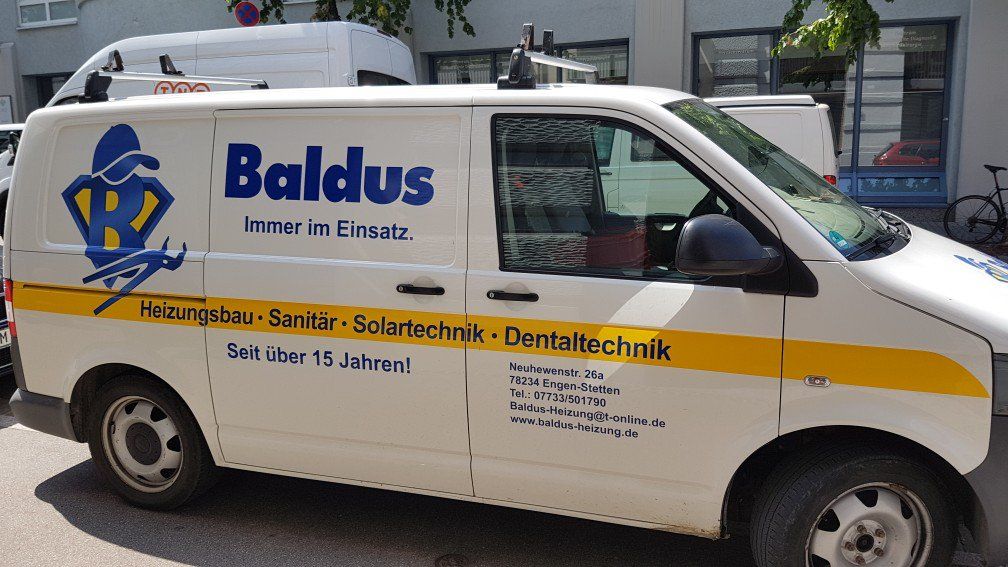 TNT
B
Baldus
Immer im Einsatz.
Heizungsbau · Sanitär · Solartechnik · Dentaltechnik
Seit über 15 Jahren!
Neuhewenstr. 26a
78234 Engen-Stetten
Tel.: 07733/501790
Baldus-Heizung@t-online.de
www.baldus-heizung.de